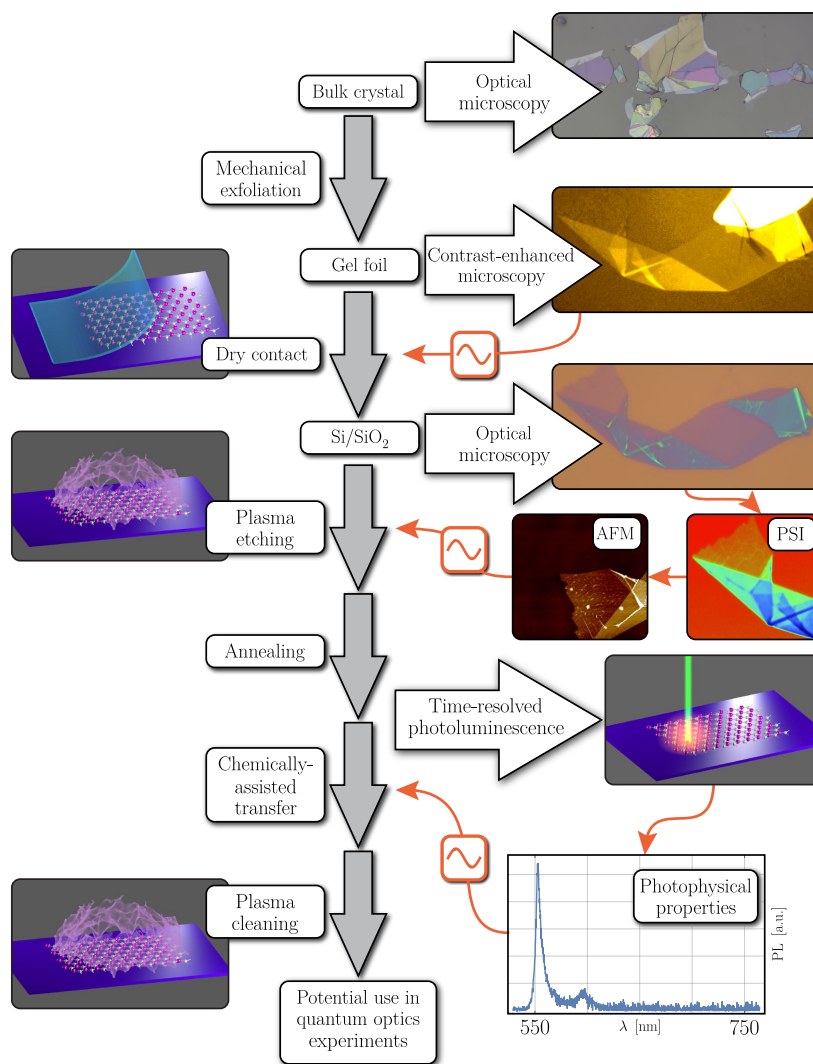 Bulk crystal
Optical
microscopy
Mechanical
exfoliation
Gel foil
Contrast-enhanced
microscopy
Dry contact
Si/SiO₂
Optical
microscopy
Plasma
etching
AFM
PSI
Annealing
Time-resolved
photoluminescence
Chemically-
assisted
transfer
Photophysical
properties
PL [a.u.]
Plasma
cleaning
Potential use in
quantum optics
experiments
550
λ [nm]
750